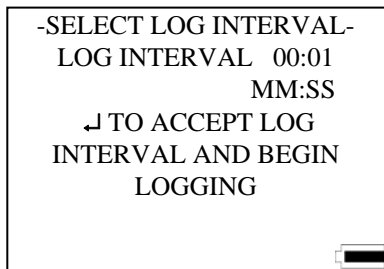 -SELECT LOG INTERVAL-
LOG INTERVAL 00:01
MM:SS
↵ TO ACCEPT LOG
INTERVAL AND BEGIN
LOGGING